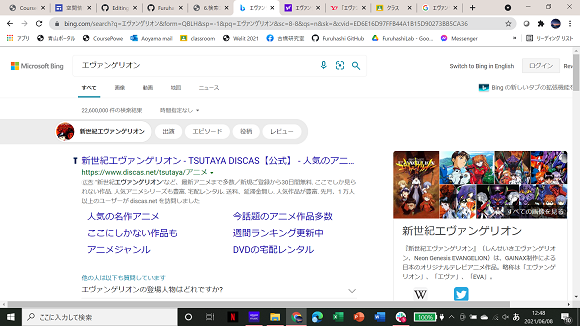 Course
空間情
Editing
Furuha
6.検索
エヴァン
エヴァン
エヴァン
クラス
エヴァン
bing.com/search?q=エヴァンゲリオン&form=QBLH&sp=-1&pq=エヴァンゲリオン&sc=8-8&qs=n&sk=&cvid=ED6E16D97FFB44A1B15D90273BB5CA36
アプリ
青山ポータル
CoursePower
Aoyama mail
classroom
チャット
Welit 2021
古橋研究室
Furuhashi GitHub
FuruhashiLab - Goo...
Messenger
»
リーディング リスト
Microsoft Bing
エヴァンゲリオン
Switch to Bing in English
ログイン
Rewards
すべて 画像 動画 地図 ニュース
Bing の新しいタブの拡張機能を
22,600,000 件の検索結果 時間指定なし
新世紀エヴァンゲリオン 出演 エピソード 役柄 レビュー
新世紀エヴァンゲリオン - TSUTAYA DISCAS【公式】 - 人気のアニ...
https://www.discas.net/tsutaya/アニメ
広告 "新世紀エヴァンゲリオン"など、最新アニメまで多数／新規ご登録から30日間無料. ここでしか見ら
れない作品. 人気アニメシリーズも豊富. 宅配レンタル. 送料、延滞金無し. 人気作品が豊富. 先月、1万人
以上のユーザーが discas.net を訪問しました
人気の名作アニメ 今話題のアニメ作品多数
ここにしかない作品も 週間ランキング更新中
アニメジャンル DVDの宅配レンタル
他の人は以下も質問しています
エヴァンゲリオンの登場人物はどれですか?
すべての画像を見る
新世紀エヴァンゲリオン
『新世紀エヴァンゲリオン』（しんせいきエヴァンゲリ
オン、Neon Genesis EVANGELION）は、GAINAX制作による
日本のオリジナルテレビアニメ作品。略称は「エヴァンゲ
リオン」、「エヴァ」、「EVA」。
W
ここに入力して検索
100%
あ
12:48
2021/06/08